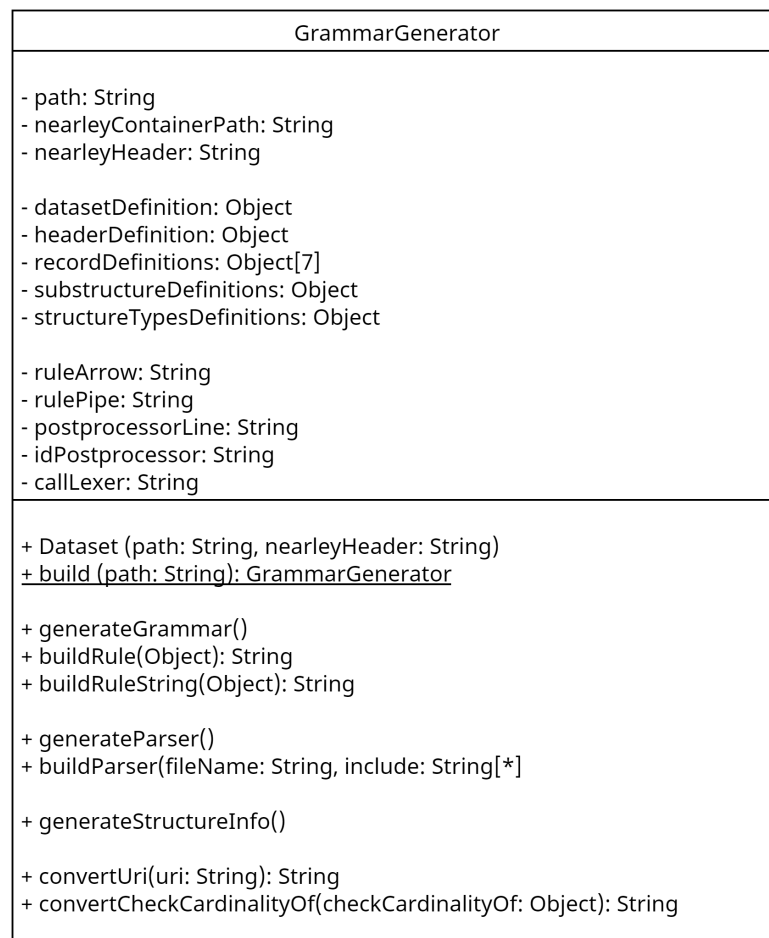 GrammarGenerator
- path: String
- nearleyContainerPath: String
- nearleyHeader: String
- datasetDefinition: Object
- headerDefinition: Object
- recordDefinitions: Object[7]
- substructureDefinitions: Object
- structureTypesDefinitions: Object
- ruleArrow: String
- rulePipe: String
- postprocessorLine: String
- idPostprocessor: String
- callLexer: String
+ Dataset (path: String, nearleyHeader: String)
+ build (path: String): GrammarGenerator
+ generateGrammar()
+ buildRule(Object): String
+ buildRuleString(Object): String
+ generateParser()
+ buildParser(fileName: String, include: String[*]
+ generateStructureInfo()
+ convertUri(uri: String): String
+ convertCheckCardinalityOf(checkCardinalityOf: Object): String